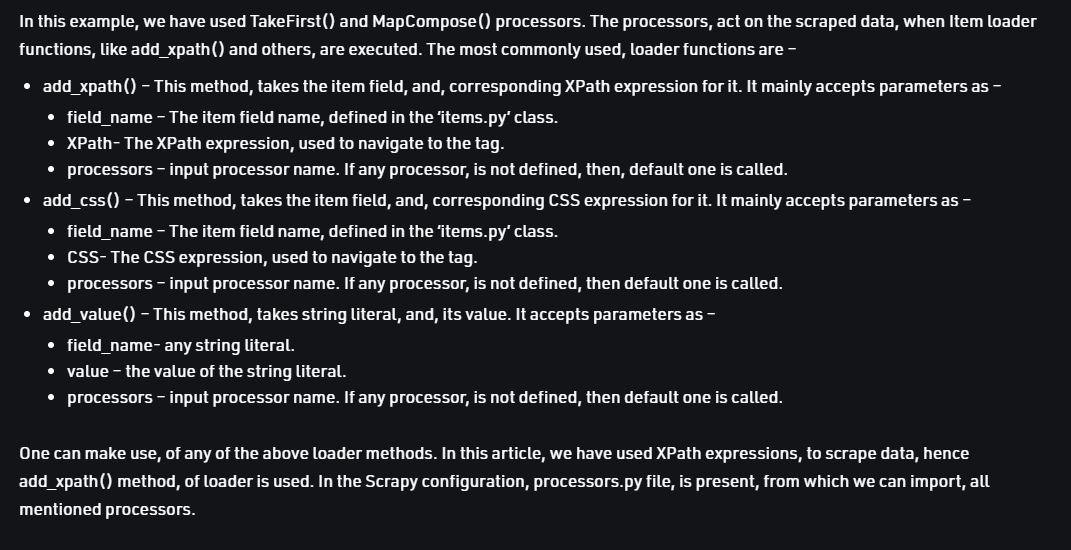 In this example, we have used TakeFirst() and MapCompose() processors. The processors, act on the scraped data, when Item loader
functions, like add_xpath() and others, are executed. The most commonly used, loader functions are –
• add_xpath() – This method, takes the item field, and, corresponding XPath expression for it. It mainly accepts parameters as –
• field_name – The item field name, defined in the ‘items.py’ class.
• XPath- The XPath expression, used to navigate to the tag.
• processors – input processor name. If any processor, is not defined, then, default one is called.
• add_css() – This method, takes the item field, and, corresponding CSS expression for it. It mainly accepts parameters as –
• field_name – The item field name, defined in the ‘items.py’ class.
• CSS- The CSS expression, used to navigate to the tag.
• processors – input processor name. If any processor, is not defined, then default one is called.
• add_value() – This method, takes string literal, and, its value. It accepts parameters as –
• field_name- any string literal.
• value – the value of the string literal.
• processors – input processor name. If any processor, is not defined, then default one is called.
One can make use, of any of the above loader methods. In this article, we have used XPath expressions, to scrape data, hence
add_xpath() method, of loader is used. In the Scrapy configuration, processors.py file, is present, from which we can import, all
mentioned processors.